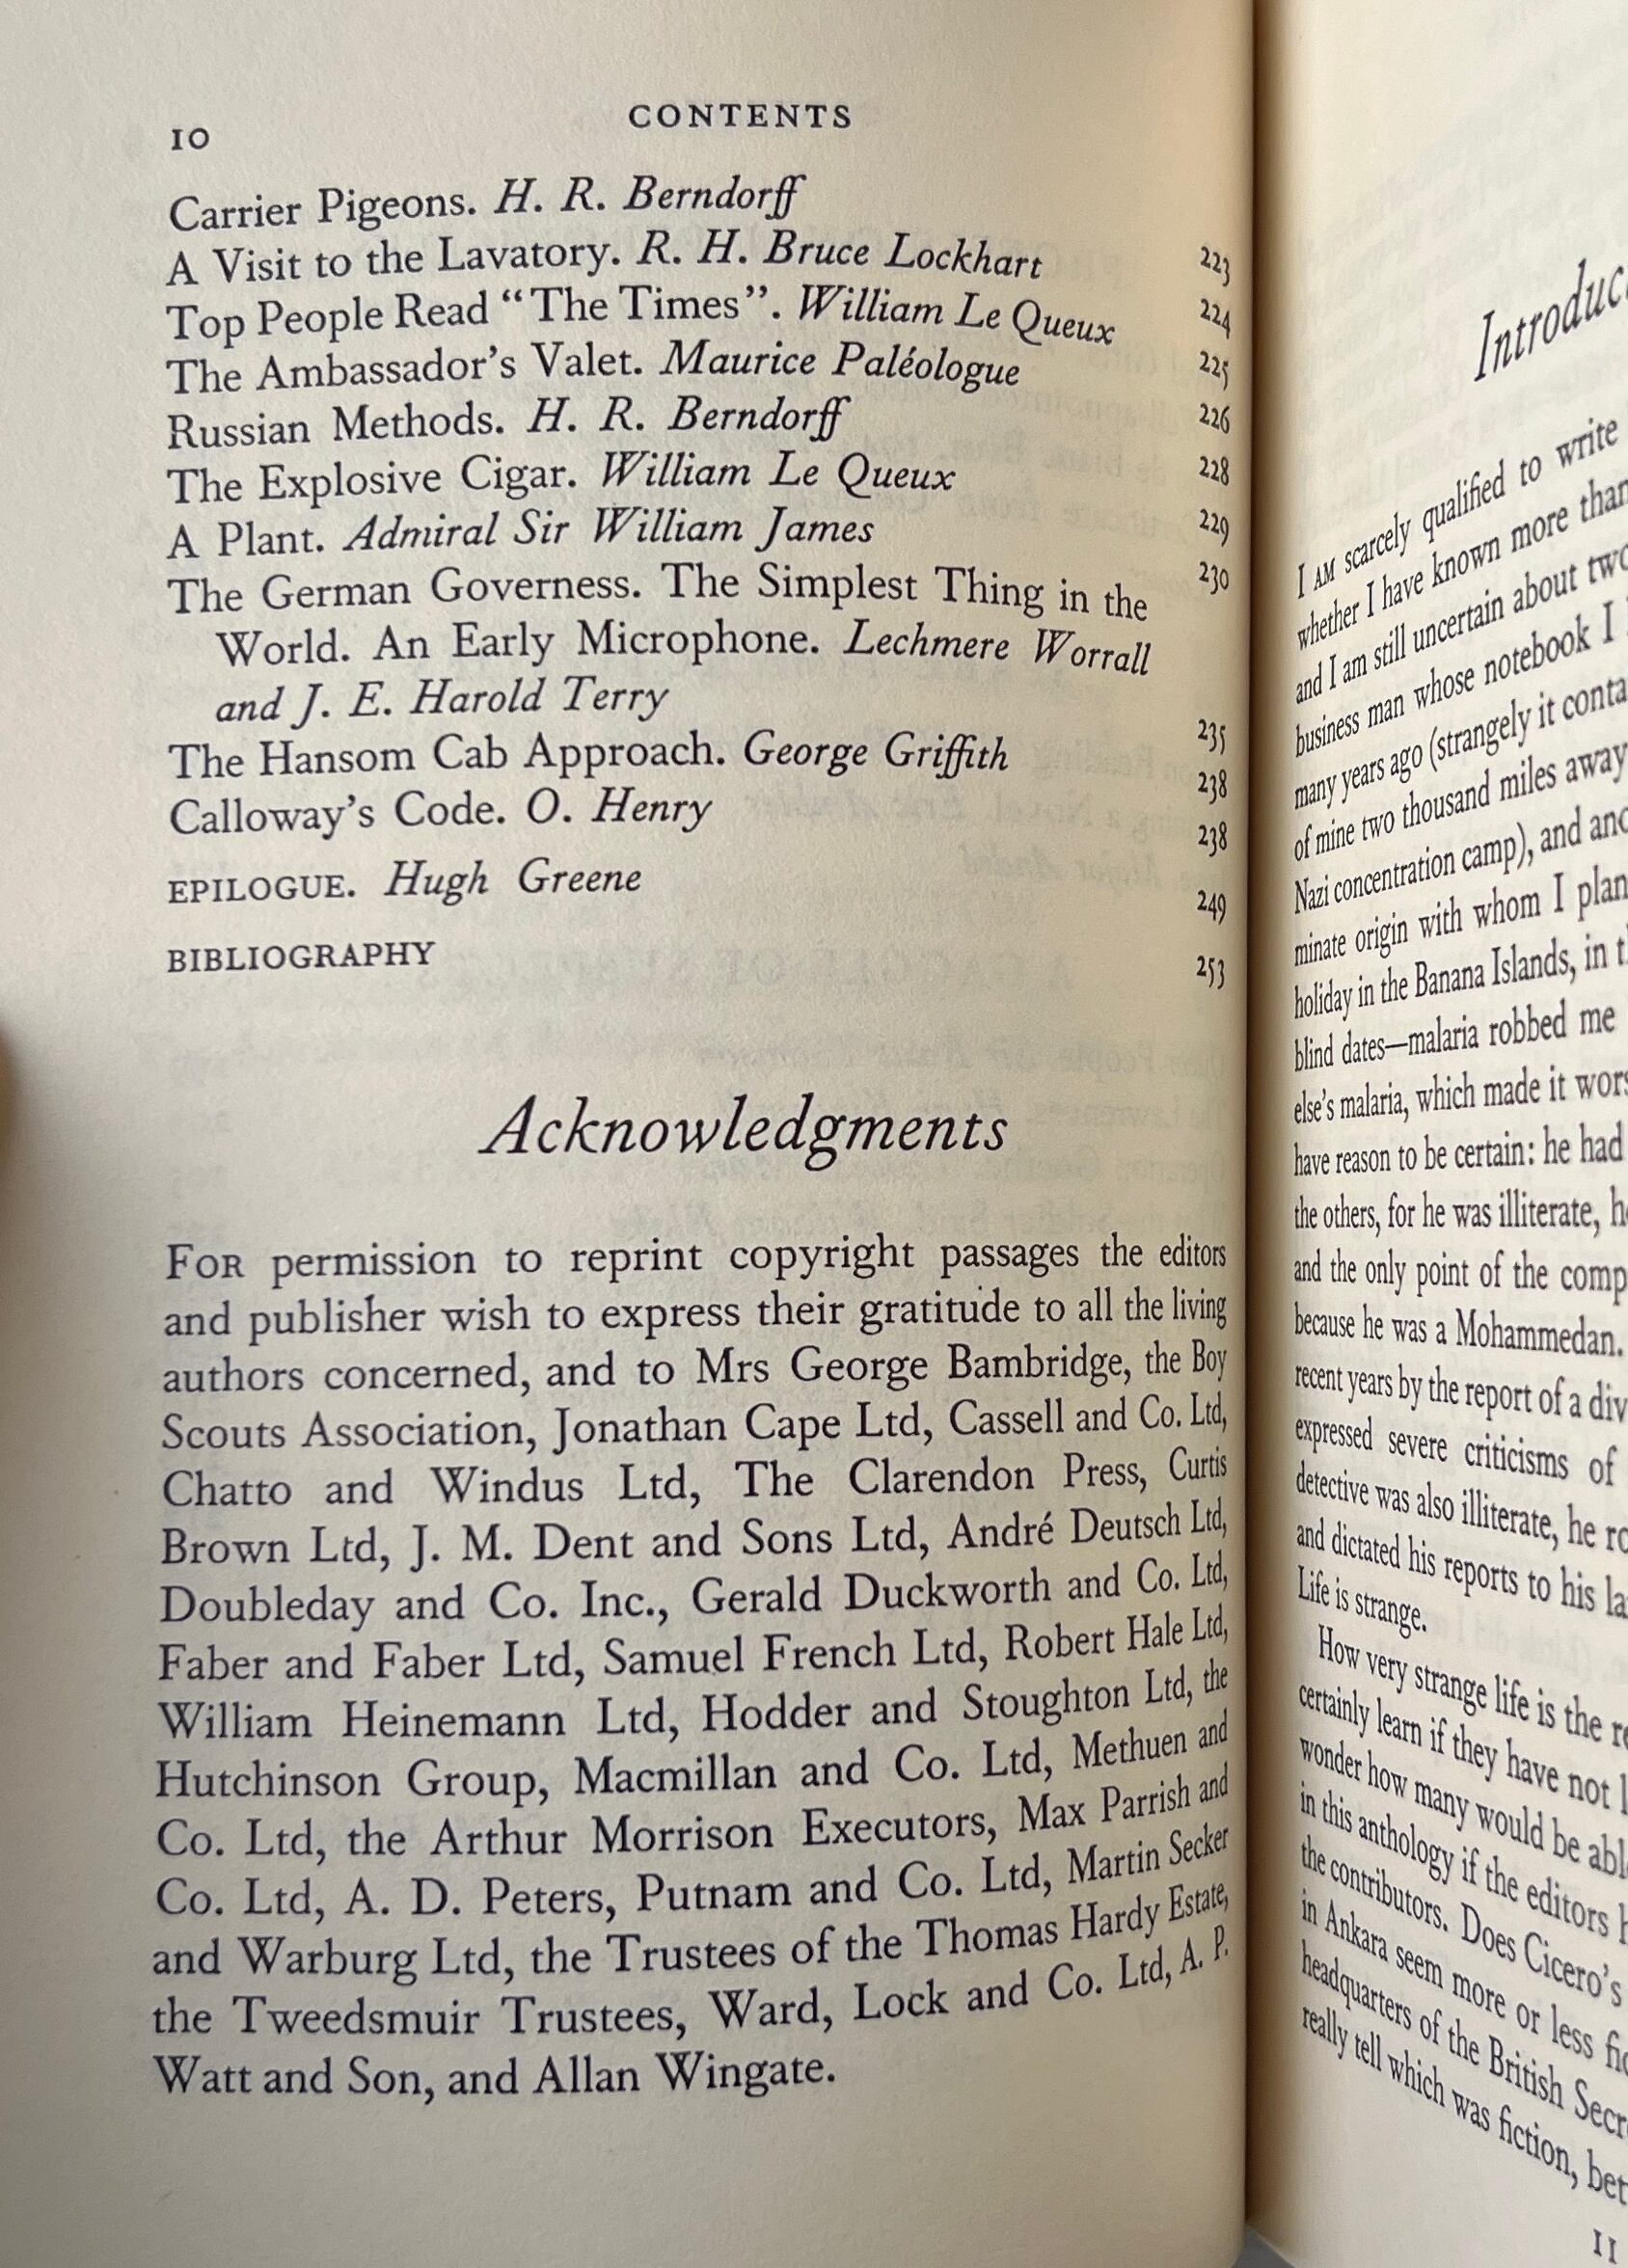 10 CONTENTS
Carrier Pigeons. H. R. Berndorff 223
A Visit to the Lavatory. R. H. Bruce Lockhart 224
Top People Read “The Times”. William Le Queux 225
The Ambassador’s Valet. Maurice Paléologue 226
Russian Methods. H. R. Berndorff 228
The Explosive Cigar. William Le Queux 229
A Plant. Admiral Sir William James 230
The German Governess. The Simplest Thing in the
World. An Early Microphone. Lechmere Worrall
and J. E. Harold Terry 235
The Hansom Cab Approach. George Griffith 238
Calloway’s Code. O. Henry 238
EPILOGUE. Hugh Greene 249
BIBLIOGRAPHY 253
Acknowledgments
FOR permission to reprint copyright passages the editors
and publisher wish to express their gratitude to all the living
authors concerned, and to Mrs George Bambridge, the Boy
Scouts Association, Jonathan Cape Ltd, Cassell and Co. Ltd,
Chatto and Windus Ltd, The Clarendon Press, Curtis
Brown Ltd, J. M. Dent and Sons Ltd, André Deutsch Ltd,
Doubleday and Co. Inc., Gerald Duckworth and Co. Ltd,
Faber and Faber Ltd, Samuel French Ltd, Robert Hale Ltd,
William Heinemann Ltd, Hodder and Stoughton Ltd, the
Hutchinson Group, Macmillan and Co. Ltd, Methuen and
Co. Ltd, the Arthur Morrison Executors, Max Parrish and
Co. Ltd, A. D. Peters, Putnam and Co. Ltd, Martin Secker
and Warburg Ltd, the Trustees of the Thomas Hardy Estate,
the Tweedsmuir Trustees, Ward, Lock and Co. Ltd, A. P.
Watt and Son, and Allan Wingate.
I AM scarcely qualified to write
whether I have known more than
and I am still uncertain about two
business man whose notebook I
many years ago (strangely it
of mine two thousand miles away
Nazi concentration camp), and
minate origin with whom I
holiday in the Banana Islands, in
blind dates—malaria robbed me
else’s malaria, which made it
have reason to be certain: he had
the others, for he was illiterate,
and the only point of the
because he was a Mohammedan.
recent years by the report of a
expressed severe criticisms of
detective was also illiterate, he
and dictated his reports to his
Life is strange.
How very strange life is the
certainly learn if they have not
wonder how many would be
in this anthology if the editors
the contributors. Does Cicero’s
in Ankara seem more or less
headquarters of the British
really tell which was fiction,
11